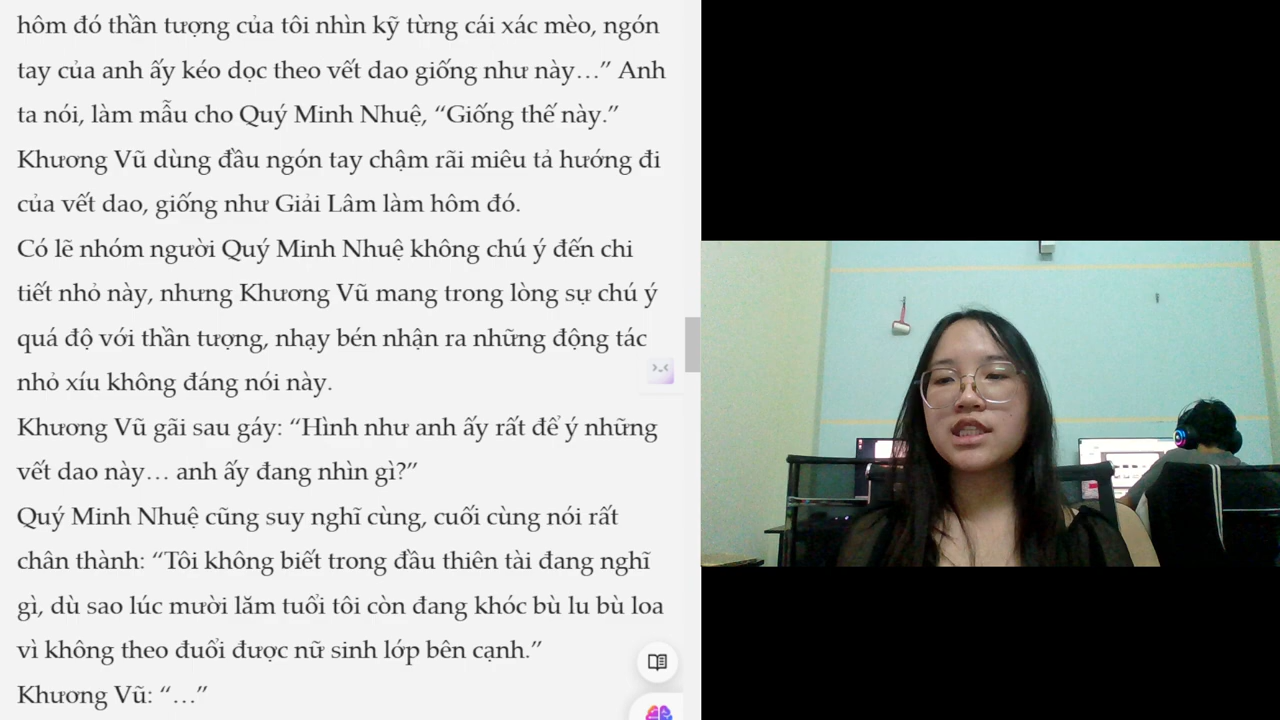 hôm đó thần tượng của tôi nhìn kỹ từng cái xác mèo, ngón
tay của anh ấy kéo dọc theo vết dao giống như này…” Anh
ta nói, làm mẫu cho Quý Minh Nhuệ, “Giống thế này.”
Khương Vũ dùng đầu ngón tay chậm rãi miêu tả hướng đi
của vết dao, giống như Giải Lâm làm hôm đó.
Có lẽ nhóm người Quý Minh Nhuệ không chú ý đến chi
tiết nhỏ này, nhưng Khương Vũ mang trong lòng sự chú ý
quá độ với thần tượng, nhạy bén nhận ra những động tác
nhỏ xíu không đáng nói này.
Khương Vũ gãi sau gáy: “Hình như anh ấy rất để ý những
vết dao này… anh ấy đang nhìn gì?”
Quý Minh Nhuệ cũng suy nghĩ cùng, cuối cùng nói rất
chân thành: “Tôi không biết trong đầu thiên tài đang nghĩ
gì, dù sao lúc mười lăm tuổi tôi còn đang khóc bù lu bù loa
vì không theo đuổi được nữ sinh lớp bên cạnh.”
Khương Vũ: “…”